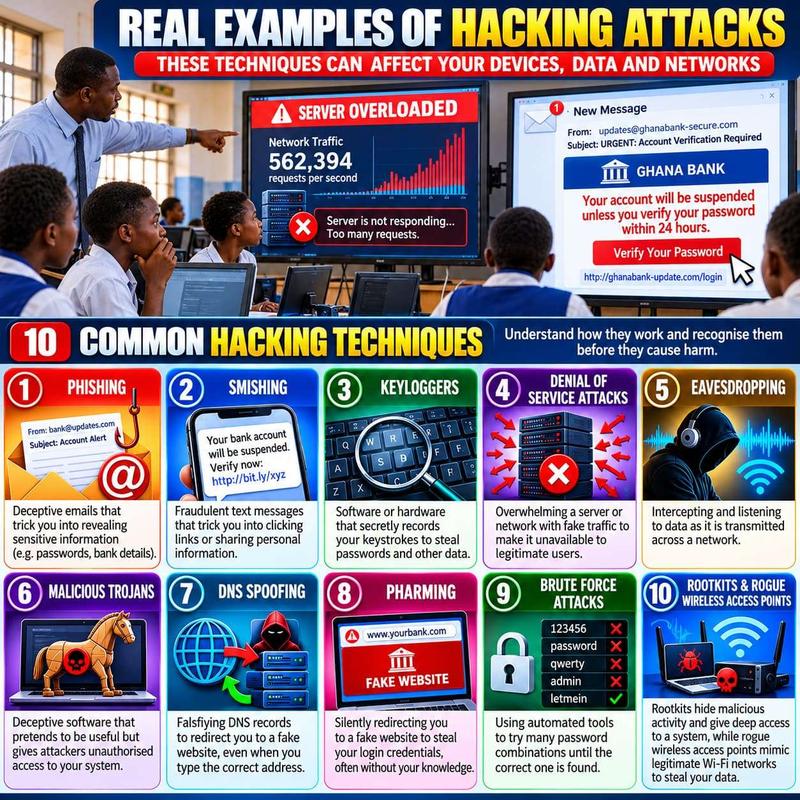 REAL EXAMPLES OF HACKING ATTACKS
THESE TECHNIQUES CAN AFFECT YOUR DEVICES, DATA AND NETWORKS
SERVER OVERLOADED
Network Traffic
562,394
requests per second
Server is not responding...
Too many requests.
1
New Message
From: updates@ghanabank-secure.com
Subject: URGENT: Account Verification Required
GHANA BANK
Your account will be suspended
unless you verify your password
within 24 hours.
Verify Your Password
http://ghanabank-update.com/login
10 COMMON HACKING TECHNIQUES
Understand how they work and recognise them
before they cause harm.
1 PHISHING
From: bank@updates.com
Subject: Account Alert
@
Deceptive emails that
trick you into revealing
sensitive information
(e.g. passwords, bank details).
2 SMISHING
Your bank account
will be suspended.
Verify now:
http://bit.ly/xyz
Fraudulent text messages
that trick you into clicking
links or sharing personal
information.
3 KEYLOGGERS
W R E
A S D
Software or hardware
that secretly records
your keystrokes to steal
passwords and other data.
4 DENIAL OF
SERVICE ATTACKS
Overwhelming a server or
network with fake traffic to
make it unavailable to
legitimate users.
5 EAVESDROPPING
Intercepting and listening
to data as it is transmitted
across a network.
6 MALICIOUS TROJANS
Deceptive software that
pretends to be useful but
gives attackers unauthorised
access to your system.
7 DNS SPOOFING
Falsfiying DNS records
to redirect you to a fake
website, even when you
type the correct address.
8 PHARMING
www.yourbank.com
FAKE WEBSITE
Silently redirecting you
to a fake website to steal
your login credentials,
often without your knowledge.
9 BRUTE FORCE
ATTACKS
123456
password
qwerty
admin
letmein
Using automated tools
to try many password
combinations until the
correct one is found.
10 ROOTKITS & ROGUE
WIRELESS ACCESS POINTS
Rootkits hide malicious
activity and give deep access
to a system, while rogue
wireless access points mimic
legitimate Wi-Fi networks
to steal your data.